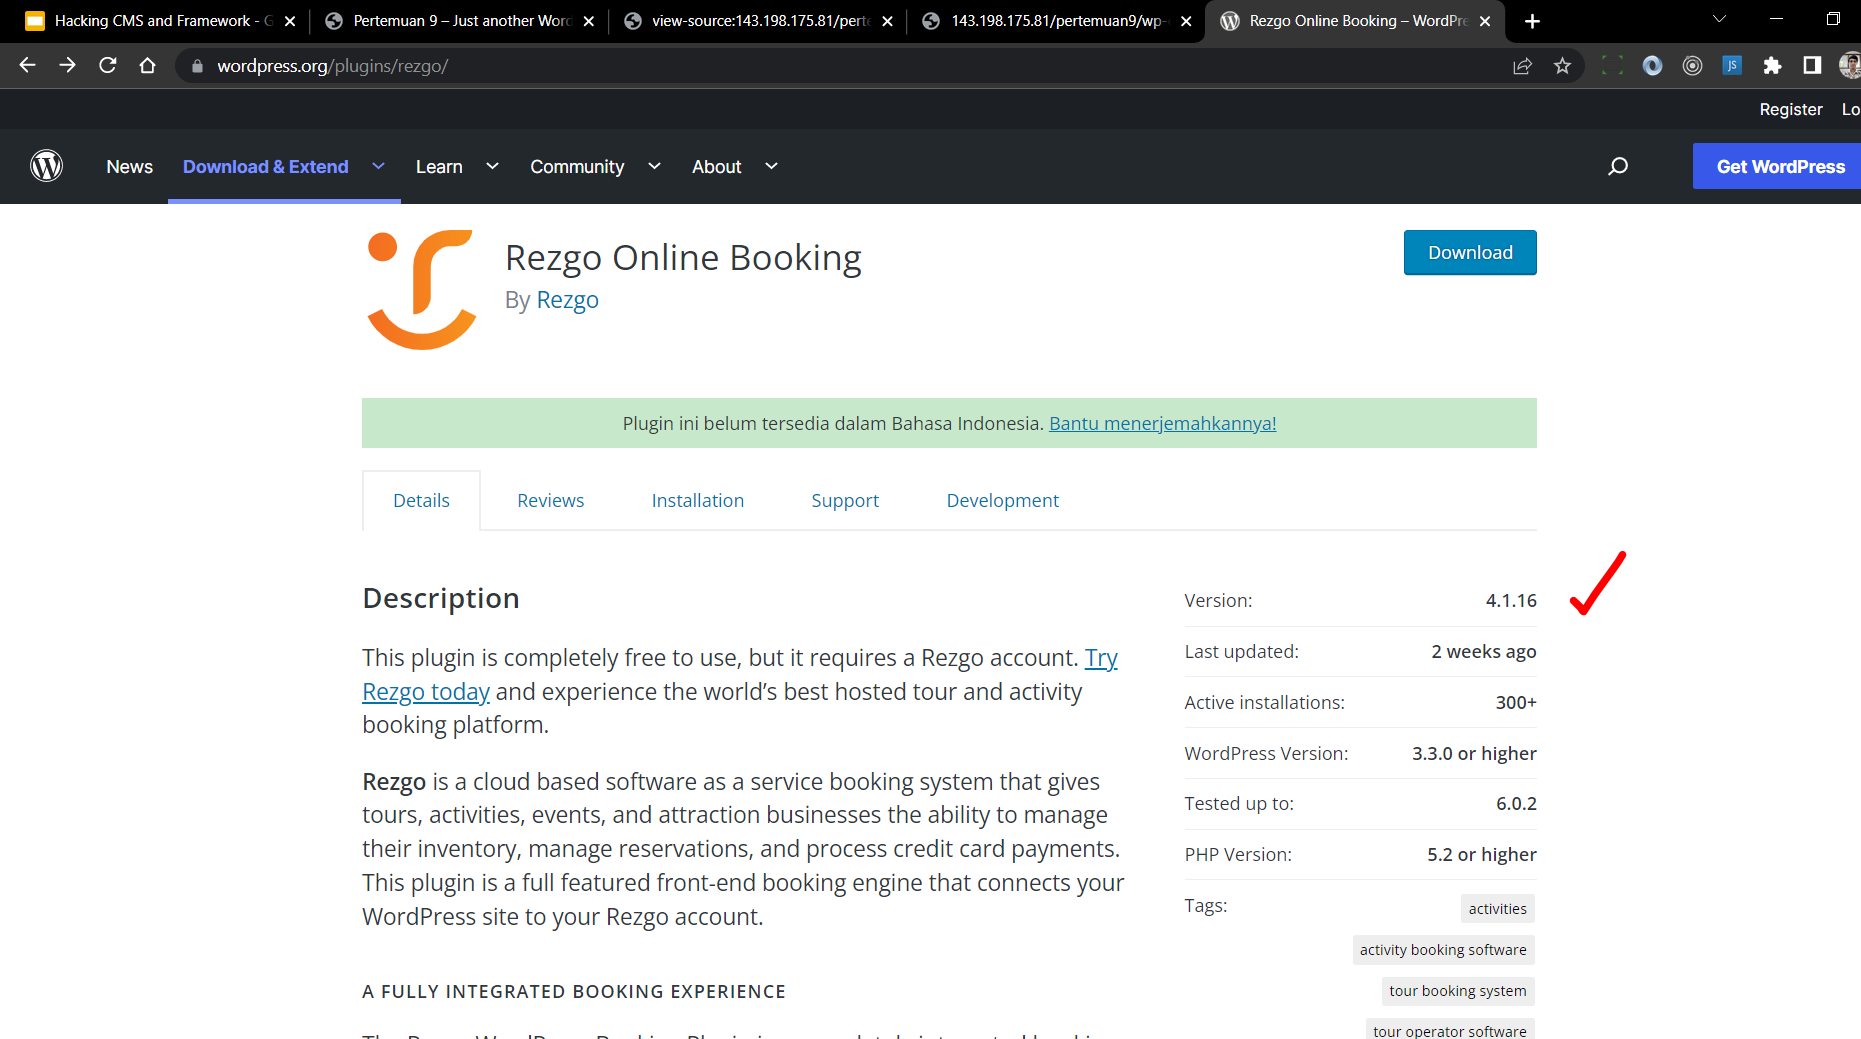 Hacking CMS and Framework - G
Pertemuan 9 – Just another Word
view-source:143.198.175.81/perte
143.198.175.81/pertemuan9/wp-
Rezgo Online Booking – WordPre
wordpress.org/plugins/rezgo/
JS
Register Lo
News Download & Extend Learn Community About Get WordPress
Rezgo Online Booking
By Rezgo
Download
Plugin ini belum tersedia dalam Bahasa Indonesia. Bantu menerjemahkannya!
Details Reviews Installation Support Development
Description
This plugin is completely free to use, but it requires a Rezgo account. Try
Rezgo today and experience the world’s best hosted tour and activity
booking platform.
Rezgo is a cloud based software as a service booking system that gives
tours, activities, events, and attraction businesses the ability to manage
their inventory, manage reservations, and process credit card payments.
This plugin is a full featured front-end booking engine that connects your
WordPress site to your Rezgo account.
A FULLY INTEGRATED BOOKING EXPERIENCE
Version: 4.1.16
Last updated: 2 weeks ago
Active installations: 300+
WordPress Version: 3.3.0 or higher
Tested up to: 6.0.2
PHP Version: 5.2 or higher
Tags: activities
activity booking software
tour booking system
tour operator software